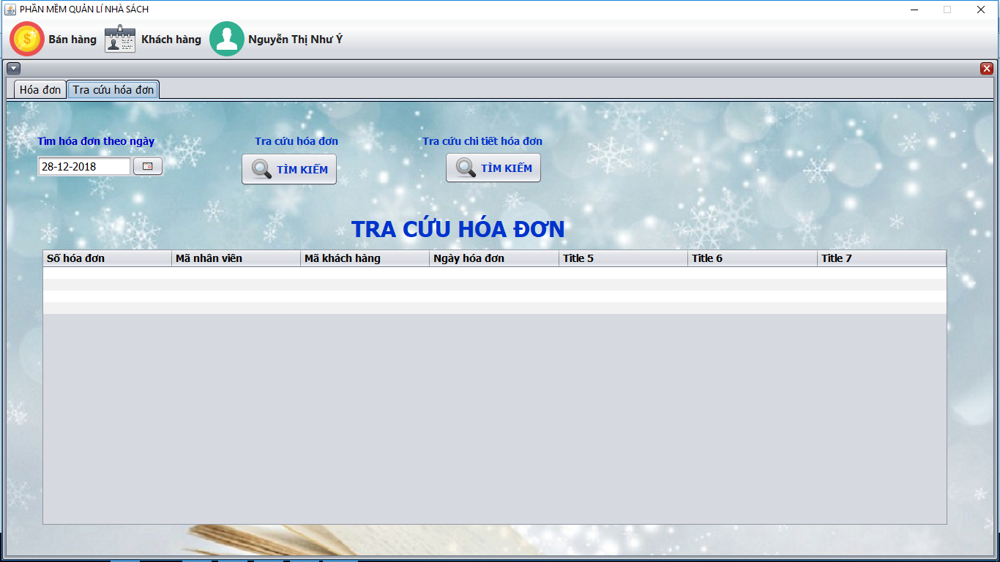 PHẦN MỀM QUẢN LÍ NHÀ SÁCH
Bán hàng Khách hàng Nguyễn Thị Như Ý
Hóa đơn Tra cứu hóa đơn
Tìm hóa đơn theo ngày Tra cứu hóa đơn Tra cứu chi tiết hóa đơn
28-12-2018 TÌM KIẾM TÌM KIẾM
TRA CỨU HÓA ĐƠN
Số hóa đơn Mã nhân viên Mã khách hàng Ngày hóa đơn Title 5 Title 6 Title 7